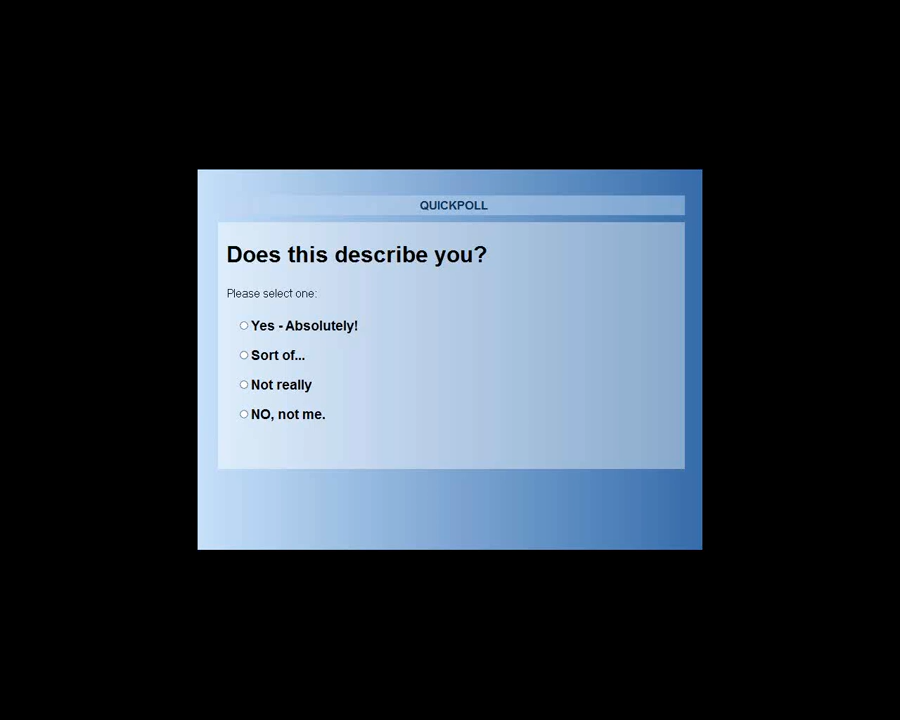 QUICKPOLL
Does this describe you?
Please select one:
Yes - Absolutely!
Sort of...
Not really
NO, not me.